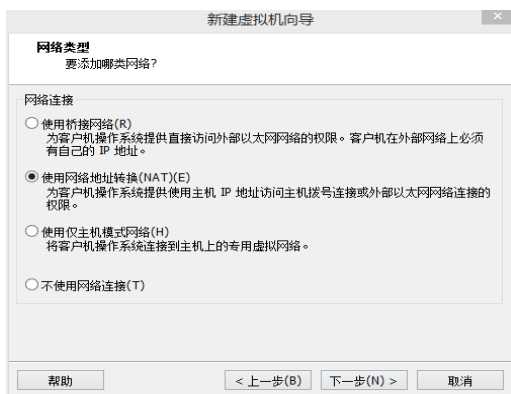 新建虚拟机向导
网络类型
要添加哪类网络?
网络连接
使用桥接网络(R)
为客户机操作系统提供直接访问外部以太网网络的权限。客户机在外部网络上必须
有自己的 IP 地址。
使用网络地址转换(NAT)(E)
为客户机操作系统提供使用主机 IP 地址访问主机拨号连接或外部以太网网络连接的
权限。
使用仅主机模式网络(H)
将客户机操作系统连接到主机上的专用虚拟网络。
不使用网络连接(T)
帮助 < 上一步(B) 下一步(N) > 取消